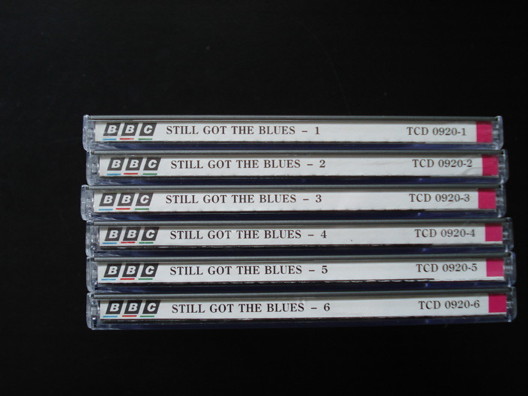 BBC STILL GOT THE BLUES – 1 TCD 0920-1
BBC STILL GOT THE BLUES – 2 TCD 0920-2
BBC STILL GOT THE BLUES – 3 TCD 0920-3
BBC STILL GOT THE BLUES – 4 TCD 0920-4
BBC STILL GOT THE BLUES – 5 TCD 0920-5
BBC STILL GOT THE BLUES – 6 TCD 0920-6